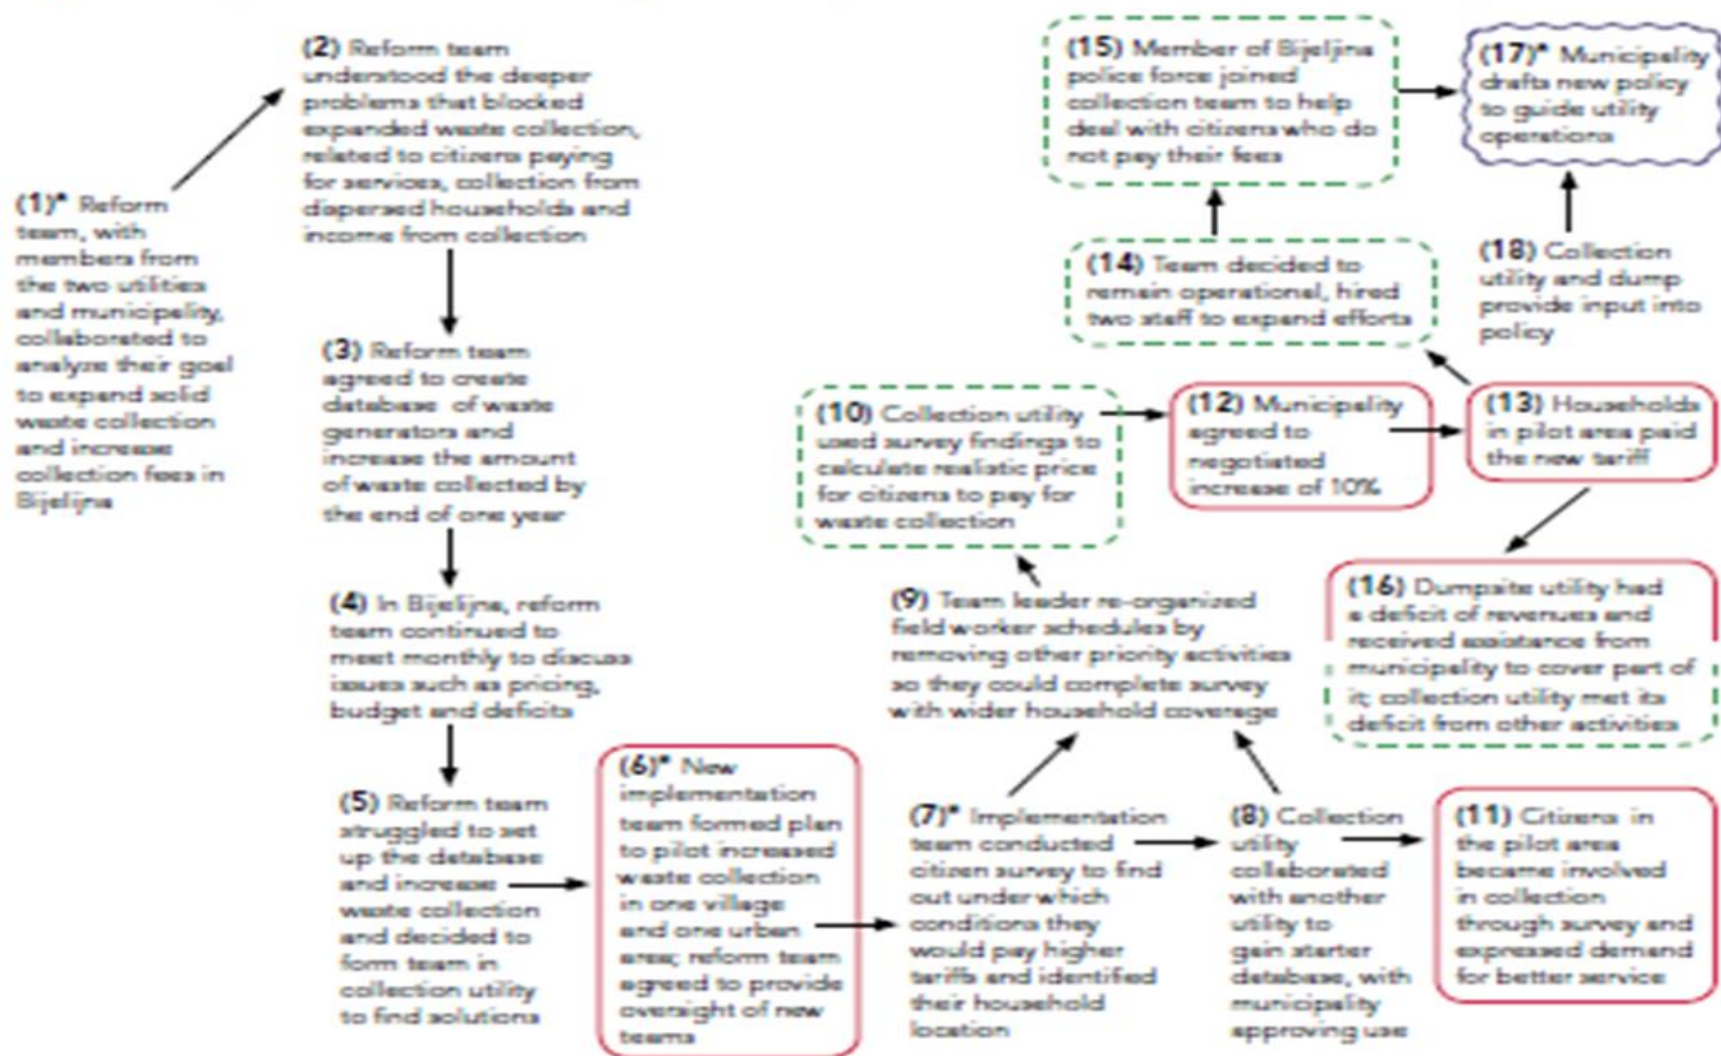 (1)* Reform
team, with
members from
the two utilities
and municipality,
collaborated to
analyze their goal
to expand solid
waste collection
and increase
collection fees in
Bijelijna
(2) Reform team
understood the deeper
problems that blocked
expanded waste collection,
related to citizens paying
for services, collection from
dispersed households and
income from collection
(3) Reform team
agreed to create
database of waste
generators and
increase the amount
of waste collected by
the end of one year
(4) In Bijelijna, reform
team continued to
meet monthly to discuss
issues such as pricing,
budget and deficits
(5) Reform team
struggled to set
up the database
and increase
waste collection
and decided to
form team in
collection utility
to find solutions
(6)* New
implementation
team formed plan
to pilot increased
waste collection
in one village
and one urban
area; reform team
agreed to provide
oversight of new
teams
(7)* Implementation
team conducted
citizen survey to find
out under which
conditions they
would pay higher
tariffs and identified
their household
location
(8) Collection
utility
collaborated
with another
utility to
gain starter
database, with
municipality
approving use
(9) Team leader re-organized
field worker schedules by
removing other priority activities
so they could complete survey
with wider household coverage
(10) Collection utility
used survey findings to
calculate realistic price
for citizens to pay for
waste collection
(11) Citizens in
the pilot area
became involved
in collection
through survey and
expressed demand
for better service
(12) Municipality
agreed to
negotiated
increase of 10%
(13) Households
in pilot area paid
the new tariff
(14) Team decided to
remain operational, hired
two staff to expand efforts
(15) Member of Bijeljina
police force joined
collection team to help
deal with citizens who do
not pay their fees
(16) Dumpsite utility had
a deficit of revenues and
received assistance from
municipality to cover part of
it; collection utility met its
deficit from other activities
(17)* Municipality
drafts new policy
to guide utility
operations
(18) Collection
utility and dump
provide input into
policy